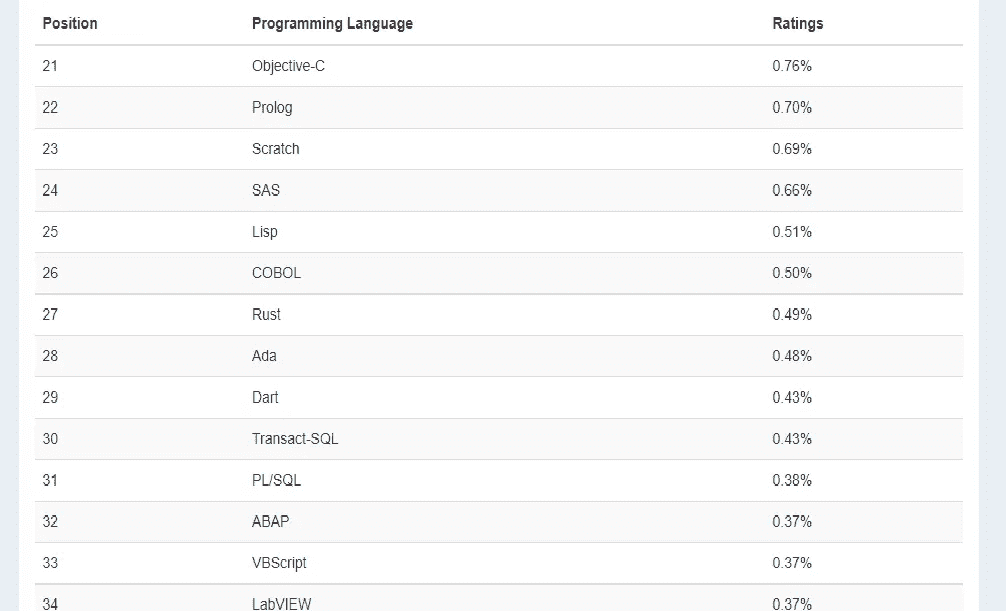 Position Programming Language Ratings
21 Objective-C 0.76%
22 Prolog 0.70%
23 Scratch 0.69%
24 SAS 0.66%
25 Lisp 0.51%
26 COBOL 0.50%
27 Rust 0.49%
28 Ada 0.48%
29 Dart 0.43%
30 Transact-SQL 0.43%
31 PL/SQL 0.38%
32 ABAP 0.37%
33 VBScript 0.37%
34 LabVIEW 0.37%